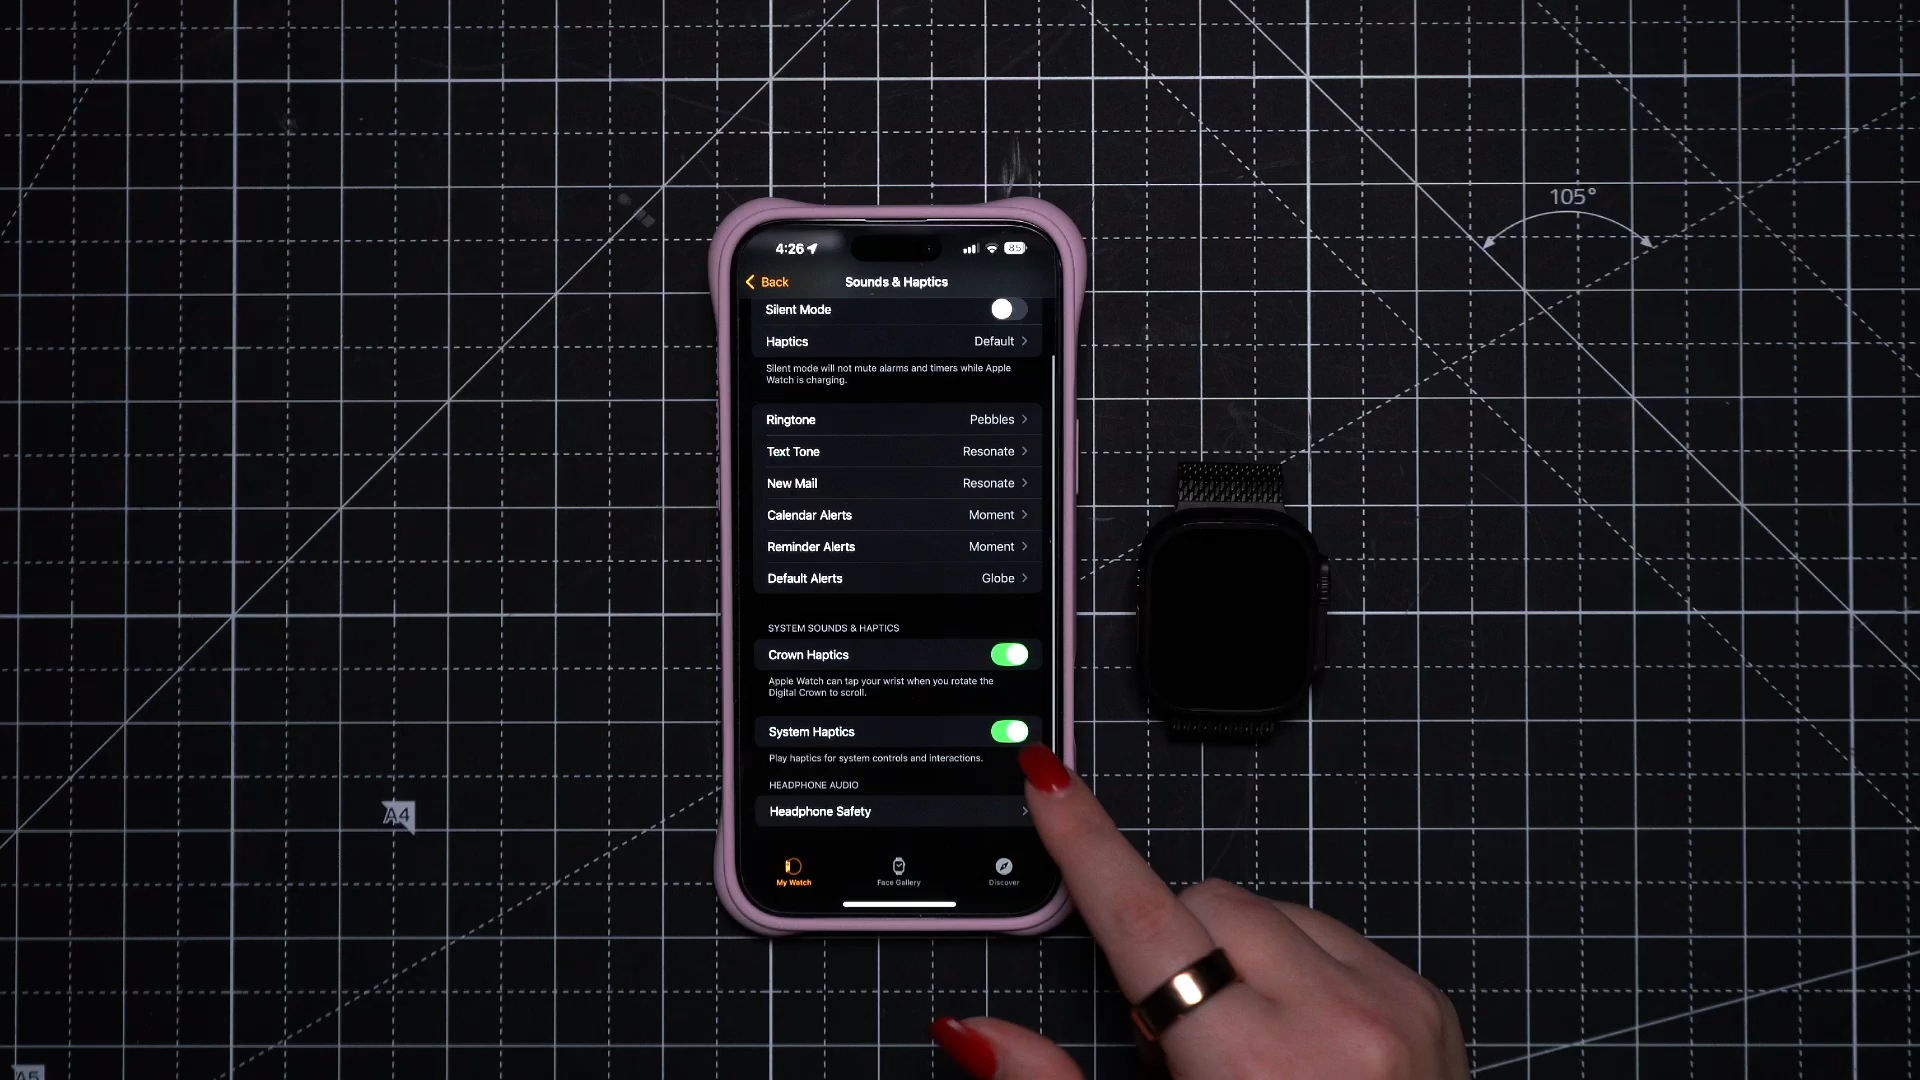 105°
4:26
85
Back
Sounds & Haptics
Silent Mode
Haptics Default
Silent mode will not mute alarms and timers while Apple
Watch is charging.
Ringtone Pebbles
Text Tone Resonate
New Mail Resonate
Calendar Alerts Moment
Reminder Alerts Moment
Default Alerts Globe
SYSTEM SOUNDS & HAPTICS
Crown Haptics
Apple Watch can tap your wrist when you rotate the
Digital Crown to scroll.
System Haptics
Play haptics for system controls and interactions.
HEADPHONE AUDIO
Headphone Safety
A4
My Watch Face Gallery Discover
A5